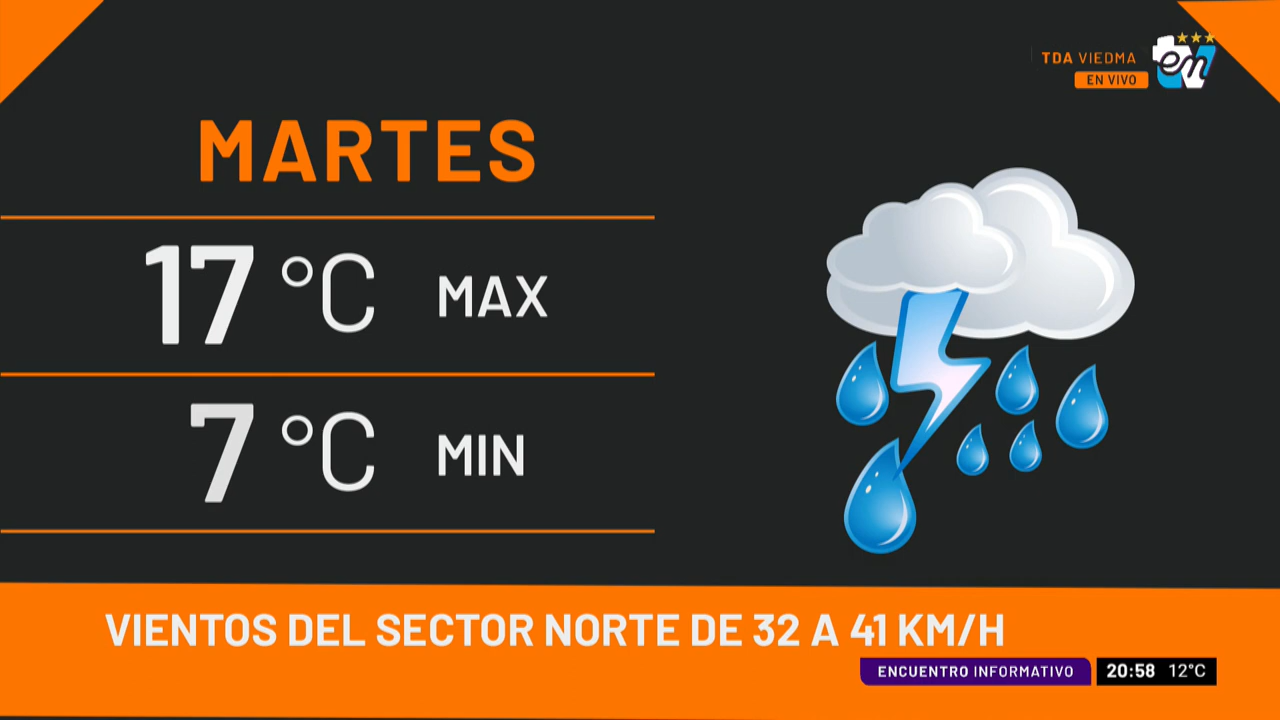 TDA VIEDMA
EN VIVO
em
MARTES
17 °C MAX
7 °C MIN
VIENTOS DEL SECTOR NORTE DE 32 A 41 KM/H
ENCUENTRO INFORMATIVO
20:58 12°C